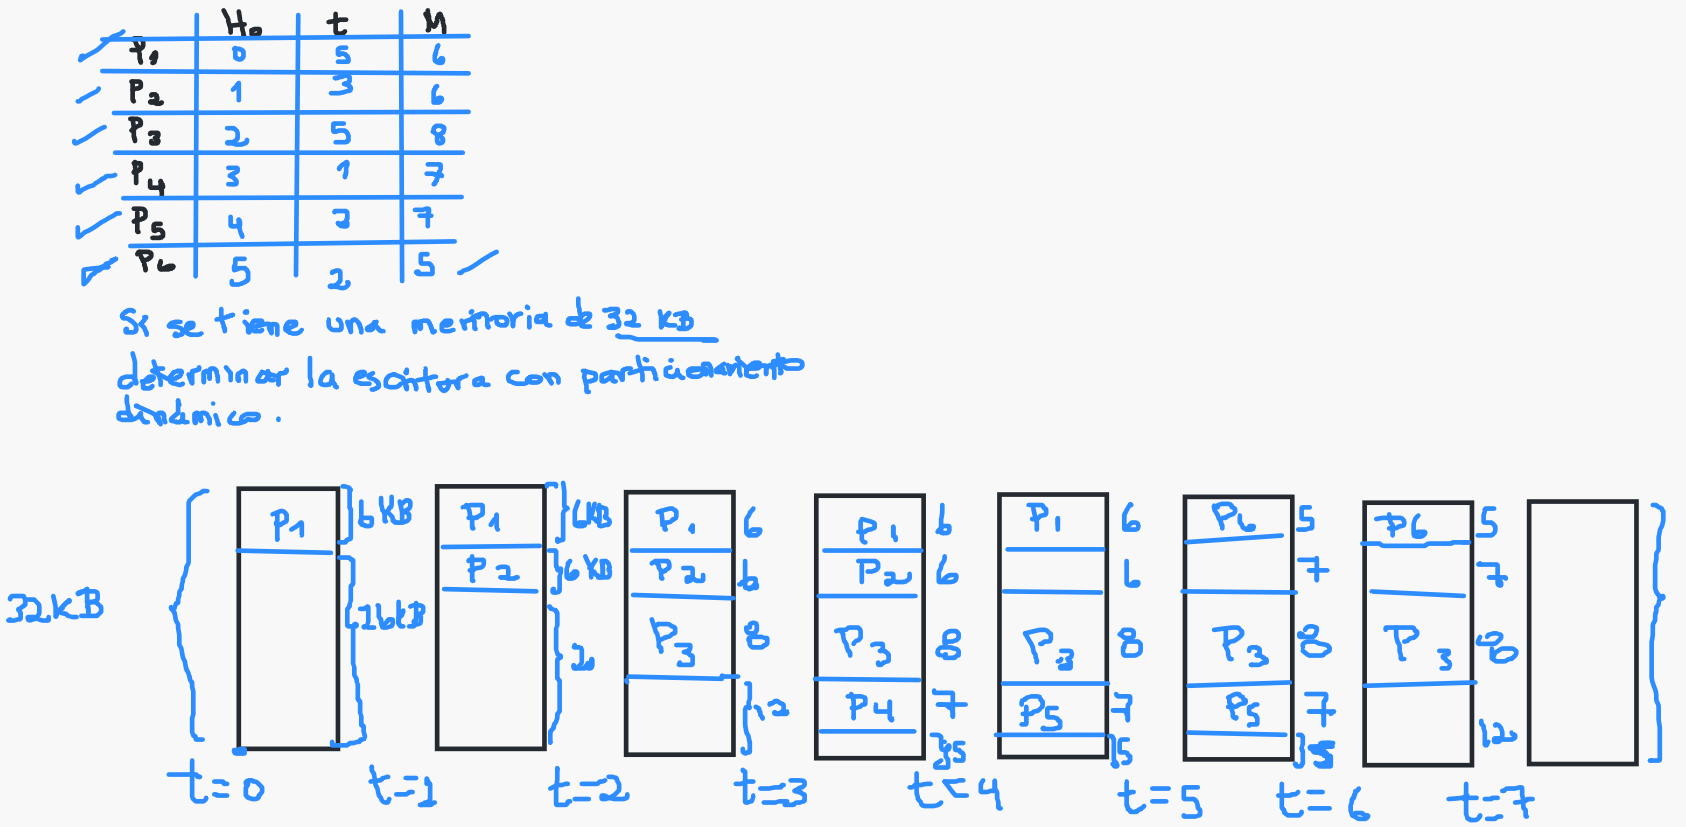 H₀ t M
P1 0 5 6
P2 1 3 6
P3 2 5 8
P4 3 1 7
P5 4 2 7
P6 5 2 5
Si se tiene una memoria de 32 KB
determinar la escritura con particionamiento
dinámico.
32KB
P1 6KB
26KB
P1 6KB
P2 6KB
P1 6
P2 6
P3 8
12
P1 6
P2 6
P3 8
P4 7
5
P1 6
6
P3 8
P5 7
5
P6 5
7
P3 8
P5 7
5
P6 5
7
P3 8
12
t=0 t=1 t=2 t=3 t=4 t=5 t=6 t=7